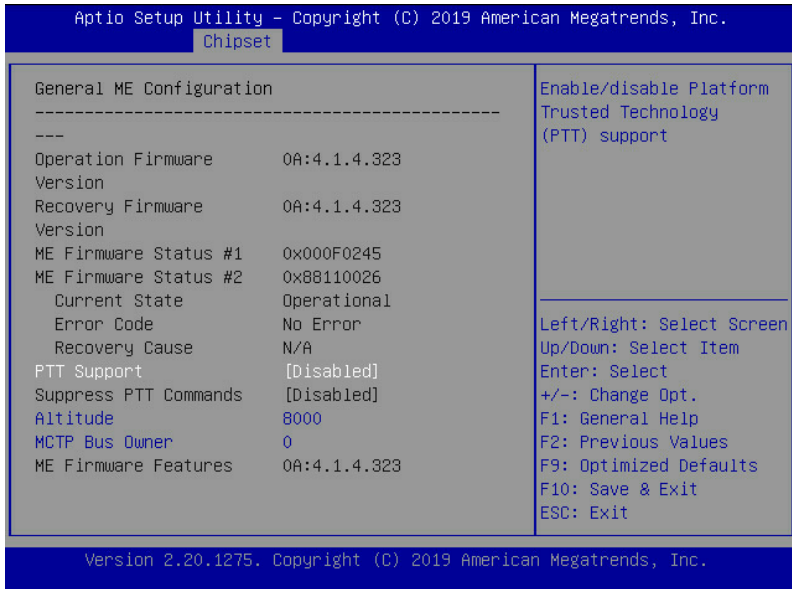 Aptio Setup Utility – Copyright (C) 2019 American Megatrends, Inc.
Chipset
General ME Configuration
-----------------------------------------------
---
Operation Firmware 0A:4.1.4.323
Version
Recovery Firmware 0A:4.1.4.323
Version
ME Firmware Status #1 0x000F0245
ME Firmware Status #2 0x88110026
Current State Operational
Error Code No Error
Recovery Cause N/A
PTT Support [Disabled]
Suppress PTT Commands [Disabled]
Altitude 8000
MCTP Bus Owner 0
ME Firmware Features 0A:4.1.4.323
Enable/disable Platform
Trusted Technology
(PTT) support
Left/Right: Select Screen
Up/Down: Select Item
Enter: Select
+/-: Change Opt.
F1: General Help
F2: Previous Values
F9: Optimized Defaults
F10: Save & Exit
ESC: Exit
Version 2.20.1275. Copyright (C) 2019 American Megatrends, Inc.